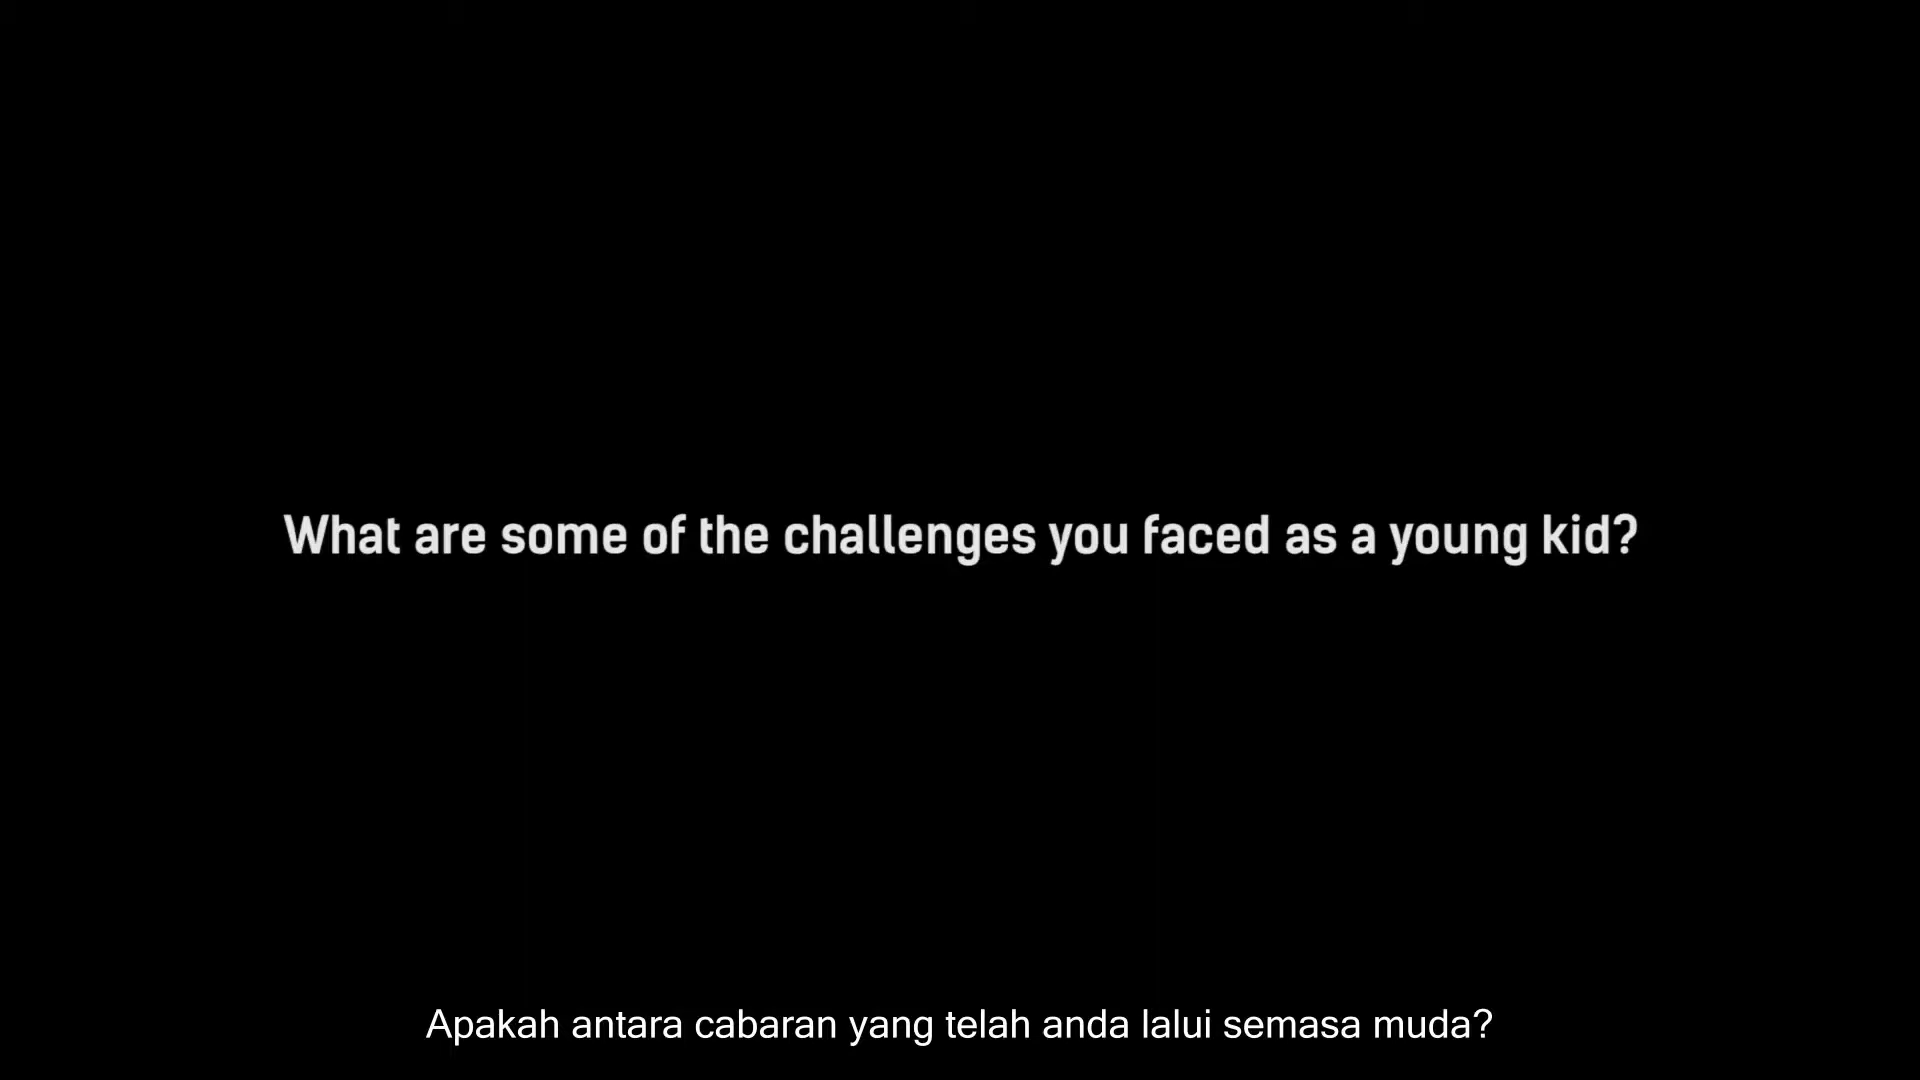 What are some of the challenges you faced as a young kid?
Apakah antara cabaran yang telah anda lalui semasa muda?